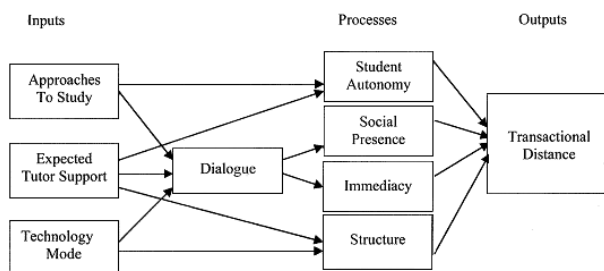 Inputs
Processes
Outputs
Approaches
To Study
Expected
Tutor Support
Technology
Mode
Dialogue
Student
Autonomy
Social
Presence
Immediacy
Structure
Transactional
Distance